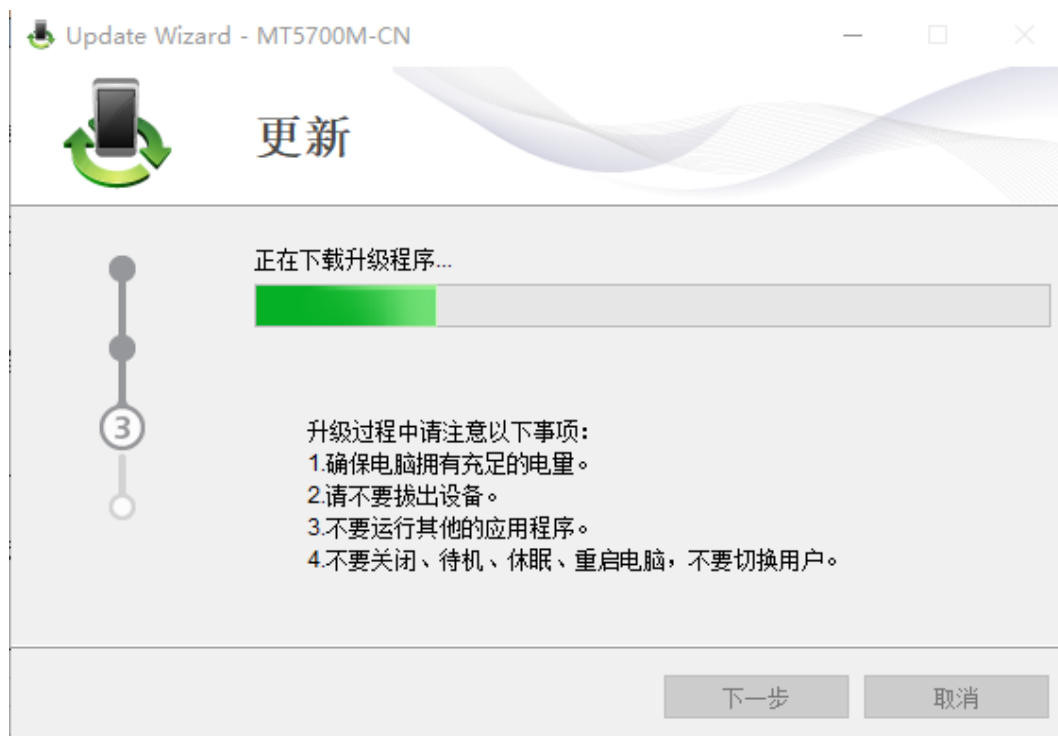 Update Wizard - MT5700M-CN
更新
正在下载升级程序...
3
升级过程中请注意以下事项：
1.确保电脑拥有充足的电量。
2.请不要拔出设备。
3.不要运行其他的应用程序。
4.不要关闭、待机、休眠、重启电脑，不要切换用户。
下一步
取消